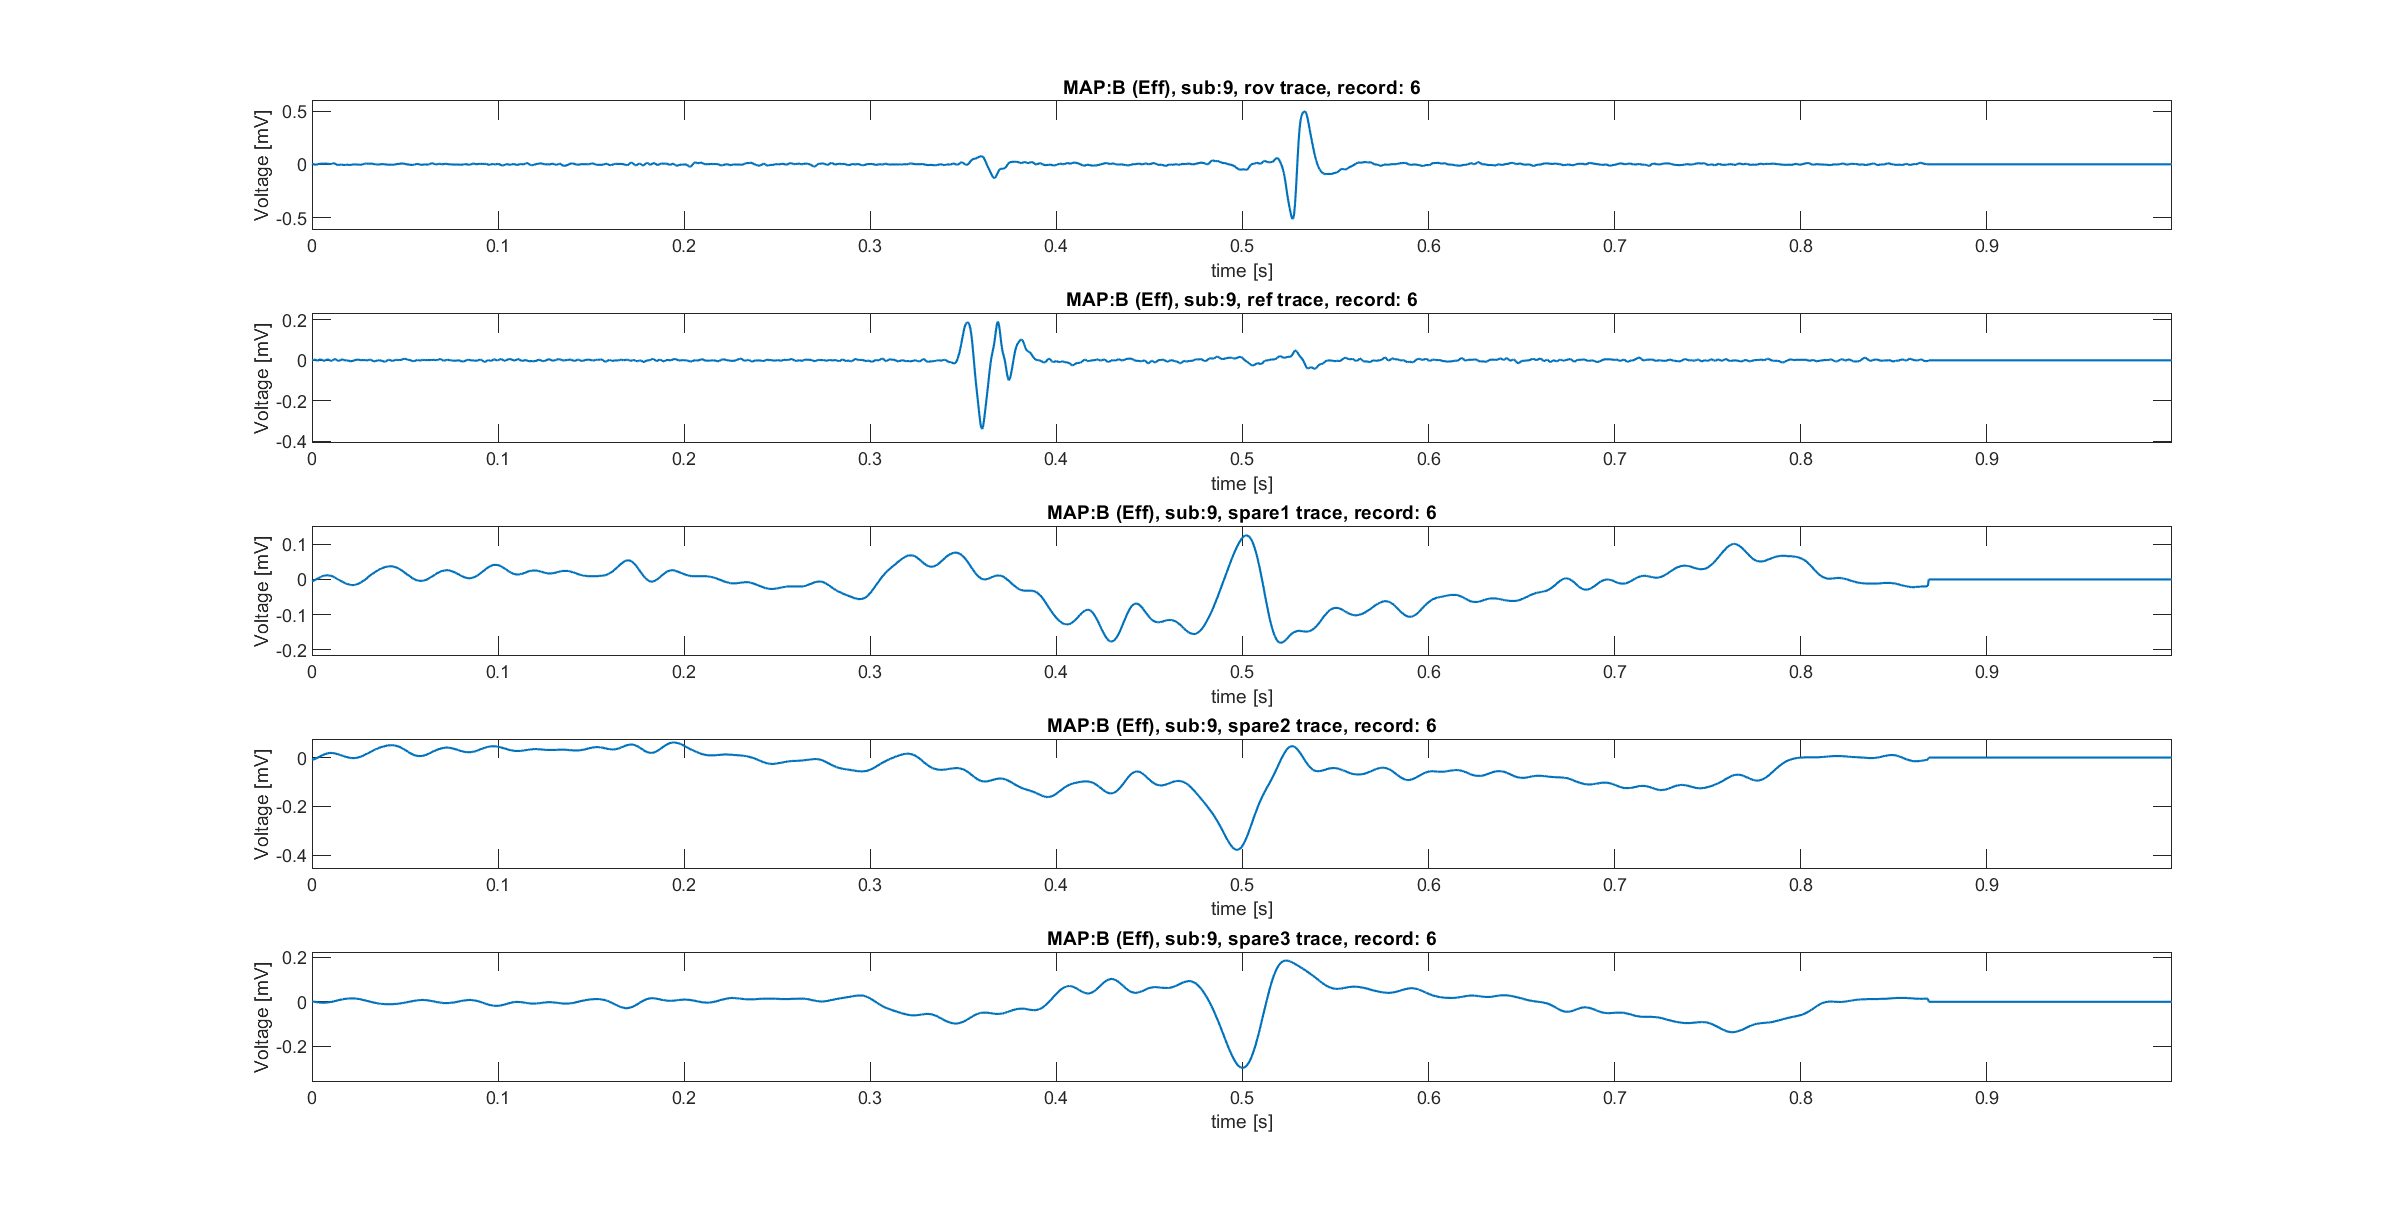 MAP:B (Eff), sub:9, rov trace, record: 6
Voltage [mV]
0.5
0
-0.5
0 0.1 0.2 0.3 0.4 0.5 0.6 0.7 0.8 0.9
time [s]
MAP:B (Eff), sub:9, ref trace, record: 6
Voltage [mV]
0.2
0
-0.2
-0.4
0 0.1 0.2 0.3 0.4 0.5 0.6 0.7 0.8 0.9
time [s]
MAP:B (Eff), sub:9, spare1 trace, record: 6
Voltage [mV]
0.1
0
-0.1
-0.2
0 0.1 0.2 0.3 0.4 0.5 0.6 0.7 0.8 0.9
time [s]
MAP:B (Eff), sub:9, spare2 trace, record: 6
Voltage [mV]
0
-0.2
-0.4
0 0.1 0.2 0.3 0.4 0.5 0.6 0.7 0.8 0.9
time [s]
MAP:B (Eff), sub:9, spare3 trace, record: 6
Voltage [mV]
0.2
0
-0.2
0 0.1 0.2 0.3 0.4 0.5 0.6 0.7 0.8 0.9
time [s]